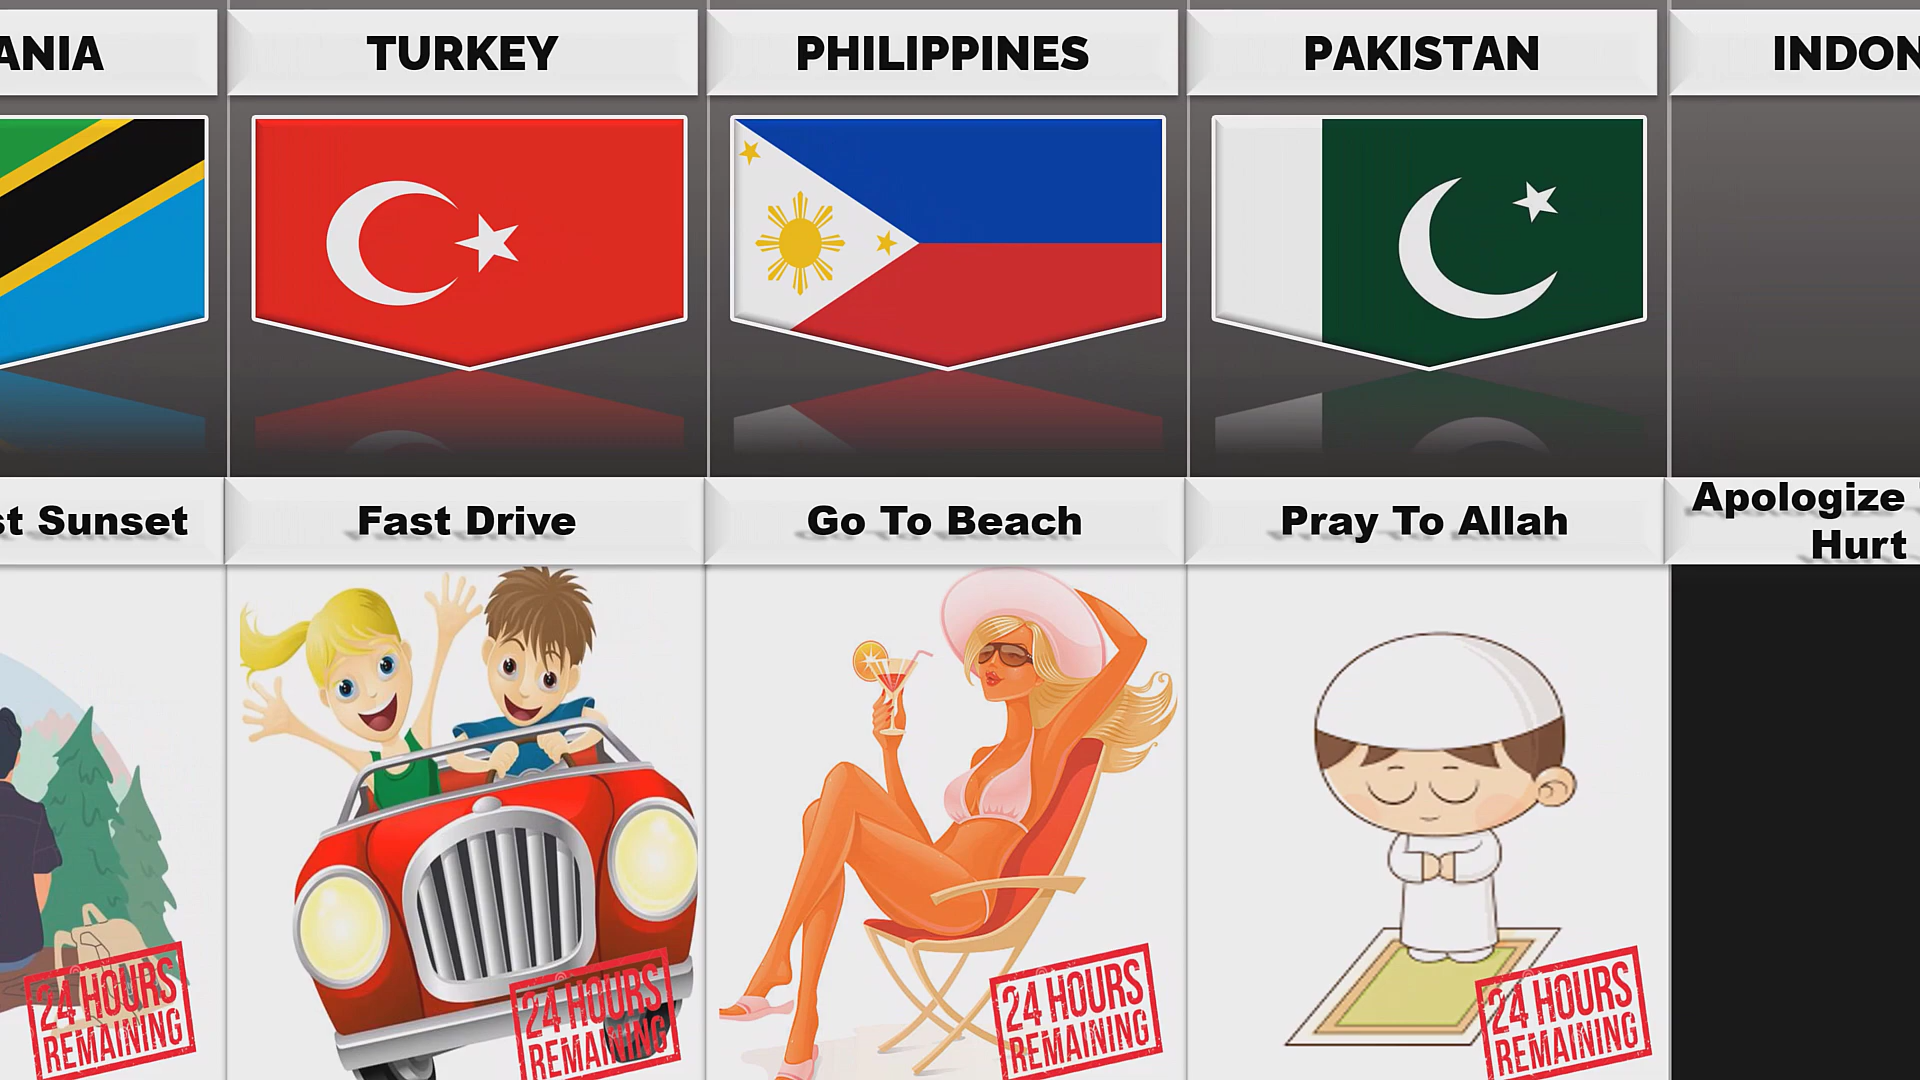 ANIA
TURKEY
PHILIPPINES
PAKISTAN
INDON
st Sunset
Fast Drive
Go To Beach
Pray To Allah
Apologize
Hurt
24 HOURS
REMAINING
24 HOURS
REMAINING
24 HOURS
REMAINING
24 HOURS
REMAINING